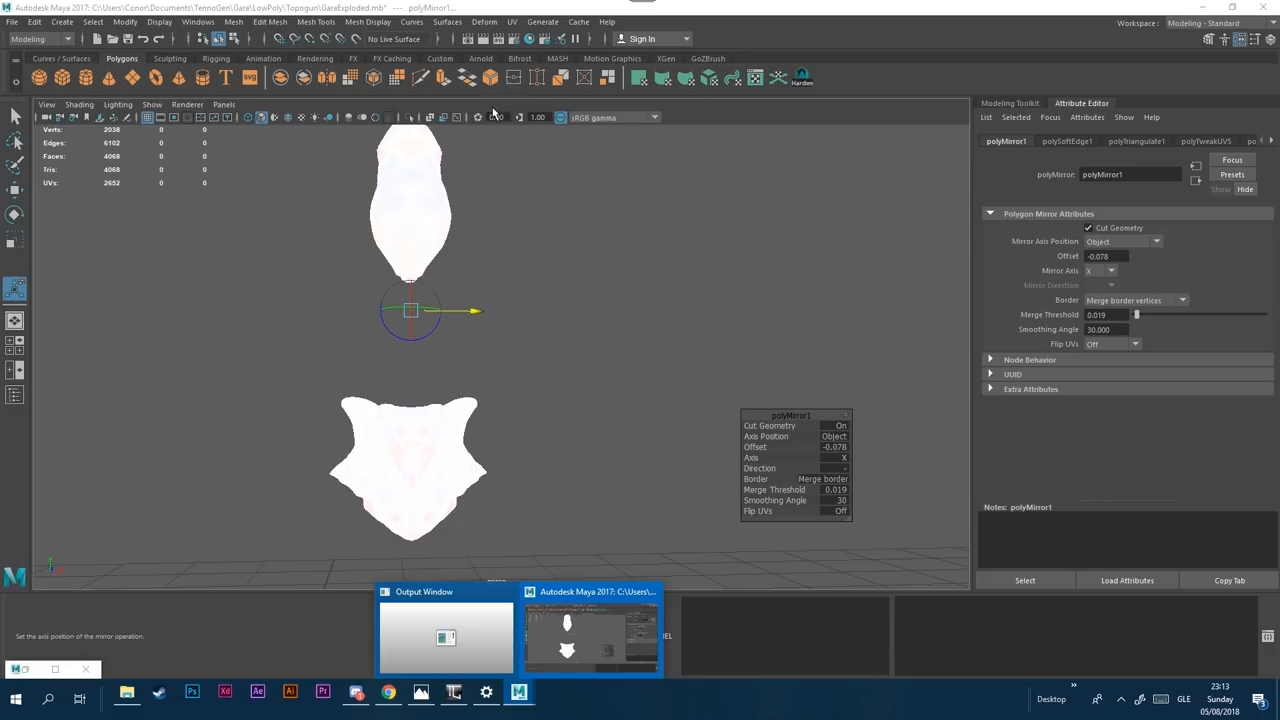 Autodesk Maya 2017: C:\Users\Conor\Documents\TennoGen\Gara\LowPoly\Topogun\GaraExploded.mb* --- polyMirror1...
File Edit Create Select Modify Display Windows Mesh Edit Mesh Mesh Tools Mesh Display Curves Surfaces Deform UV Generate Cache Help
Workspace : Modeling - Standard
Modeling
No Live Surface
Sign In
Curves / Surfaces Polygons Sculpting Rigging Animation Rendering FX FX Caching Custom Arnold Bifrost MASH Motion Graphics XGen GoZBrush
SVG
Harden
View Shading Lighting Show Renderer Panels
1.00
sRGB gamma
Verts: 2038 0 0
Edges: 6102 0 0
Faces: 4068 0 0
Tris: 4068 0 0
UVs: 2652 0 0
Modeling Toolkit Attribute Editor
List Selected Focus Attributes Show Help
polyMirror1 polySoftEdge1 polyTriangulate1 polyTweakUV5 po
polyMirror: polyMirror1
Focus
Presets
Show Hide
Polygon Mirror Attributes
Cut Geometry
Mirror Axis Position Object
Offset -0.078
Mirror Axis X
Mirror Direction -
Border Merge border vertices
Merge Threshold 0.019
Smoothing Angle 30.000
Flip UVs Off
Node Behavior
UUID
Extra Attributes
polyMirror1
Cut Geometry On
Axis Position Object
Offset -0.078
Axis X
Direction -
Border Merge border
Merge Threshold 0.019
Smoothing Angle 30
Flip UVs Off
Notes: polyMirror1
Select Load Attributes Copy Tab
Output Window
Autodesk Maya 2017: C:\Users\...
Set the axis position of the mirror operation.
Desktop
GLE
23:13
Sunday
05/08/2018